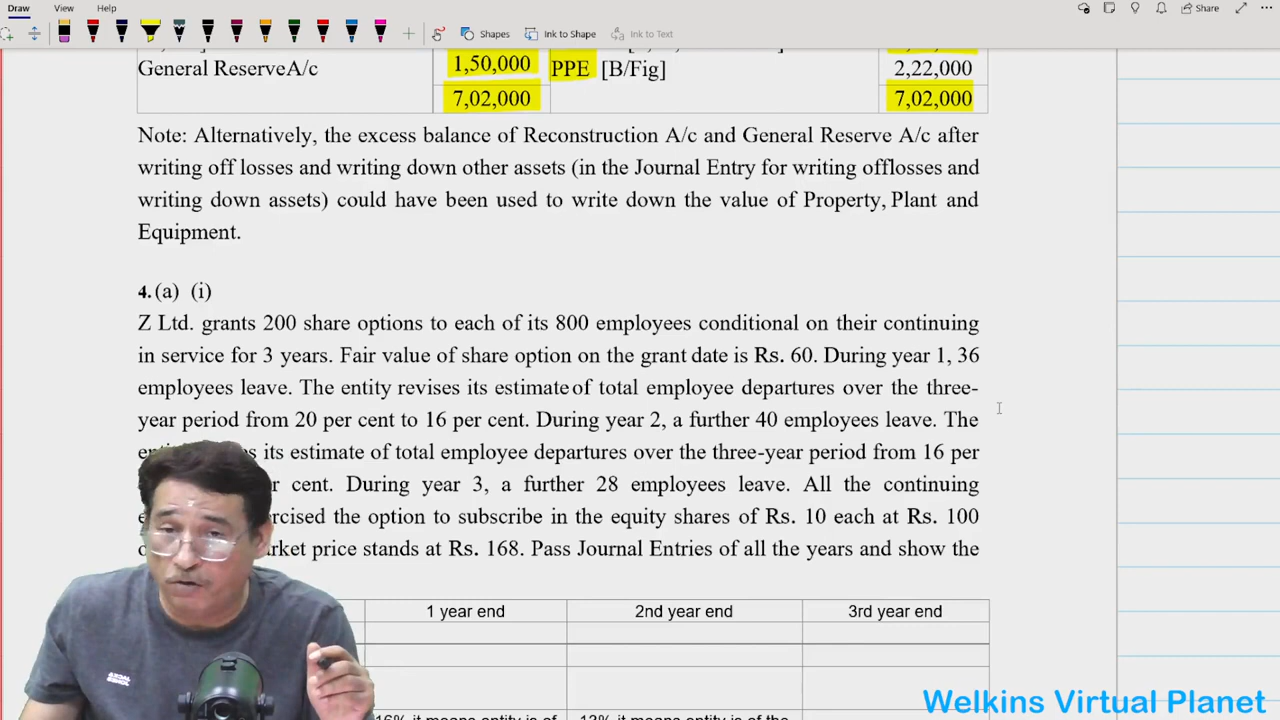 Draw View Help
Share
Shapes Ink to Shape Ink to Text
General ReserveA/c 1,50,000 PPE [B/Fig] 2,22,000
7,02,000 7,02,000
Note: Alternatively, the excess balance of Reconstruction A/c and General Reserve A/c after
writing off losses and writing down other assets (in the Journal Entry for writing offlosses and
writing down assets) could have been used to write down the value of Property, Plant and
Equipment.
4. (a) (i)
Z Ltd. grants 200 share options to each of its 800 employees conditional on their continuing
in service for 3 years. Fair value of share option on the grant date is Rs. 60. During year 1, 36
employees leave. The entity revises its estimate of total employee departures over the three-
year period from 20 per cent to 16 per cent. During year 2, a further 40 employees leave. The
its estimate of total employee departures over the three-year period from 16 per
cent. During year 3, a further 28 employees leave. All the continuing
the option to subscribe in the equity shares of Rs. 10 each at Rs. 100
price stands at Rs. 168. Pass Journal Entries of all the years and show the
1 year end 2nd year end 3rd year end
Welkins Virtual Planet